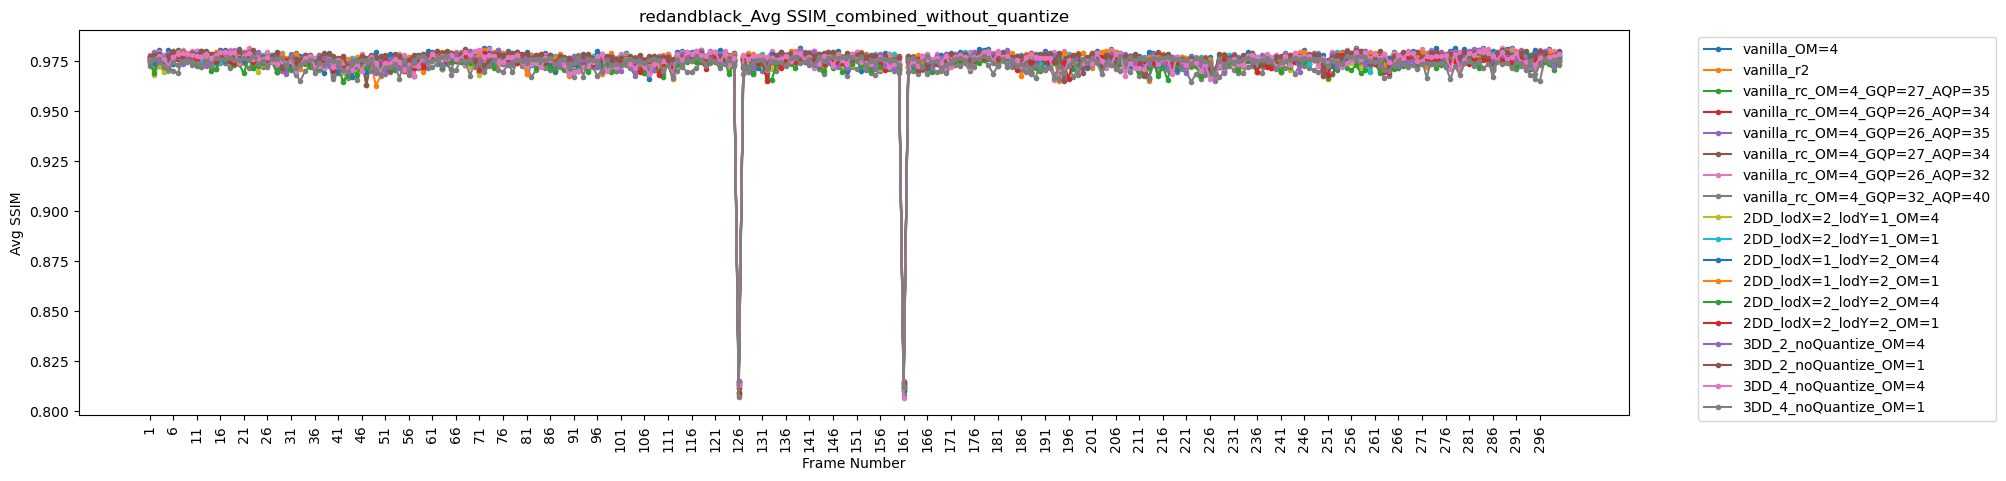 redandblack_Avg SSIM_combined_without_quantize
Avg SSIM
0.975
0.950
0.925
0.900
0.875
0.850
0.825
0.800
1 6 11 16 21 26 31 36 41 46 51 56 61 66 71 76 81 86 91 96 101 106 111 116 121 126 131 136 141 146 151 156 161 166 171 176 181 186 191 196 201 206 211 216 221 226 231 236 241 246 251 256 261 266 271 276 281 286 291 296
Frame Number
vanilla_OM=4
vanilla_r2
vanilla_rc_OM=4_GQP=27_AQP=35
vanilla_rc_OM=4_GQP=26_AQP=34
vanilla_rc_OM=4_GQP=26_AQP=35
vanilla_rc_OM=4_GQP=27_AQP=34
vanilla_rc_OM=4_GQP=26_AQP=32
vanilla_rc_OM=4_GQP=32_AQP=40
2DD_lodX=2_lodY=1_OM=4
2DD_lodX=2_lodY=1_OM=1
2DD_lodX=1_lodY=2_OM=4
2DD_lodX=1_lodY=2_OM=1
2DD_lodX=2_lodY=2_OM=4
2DD_lodX=2_lodY=2_OM=1
3DD_2_noQuantize_OM=4
3DD_2_noQuantize_OM=1
3DD_4_noQuantize_OM=4
3DD_4_noQuantize_OM=1